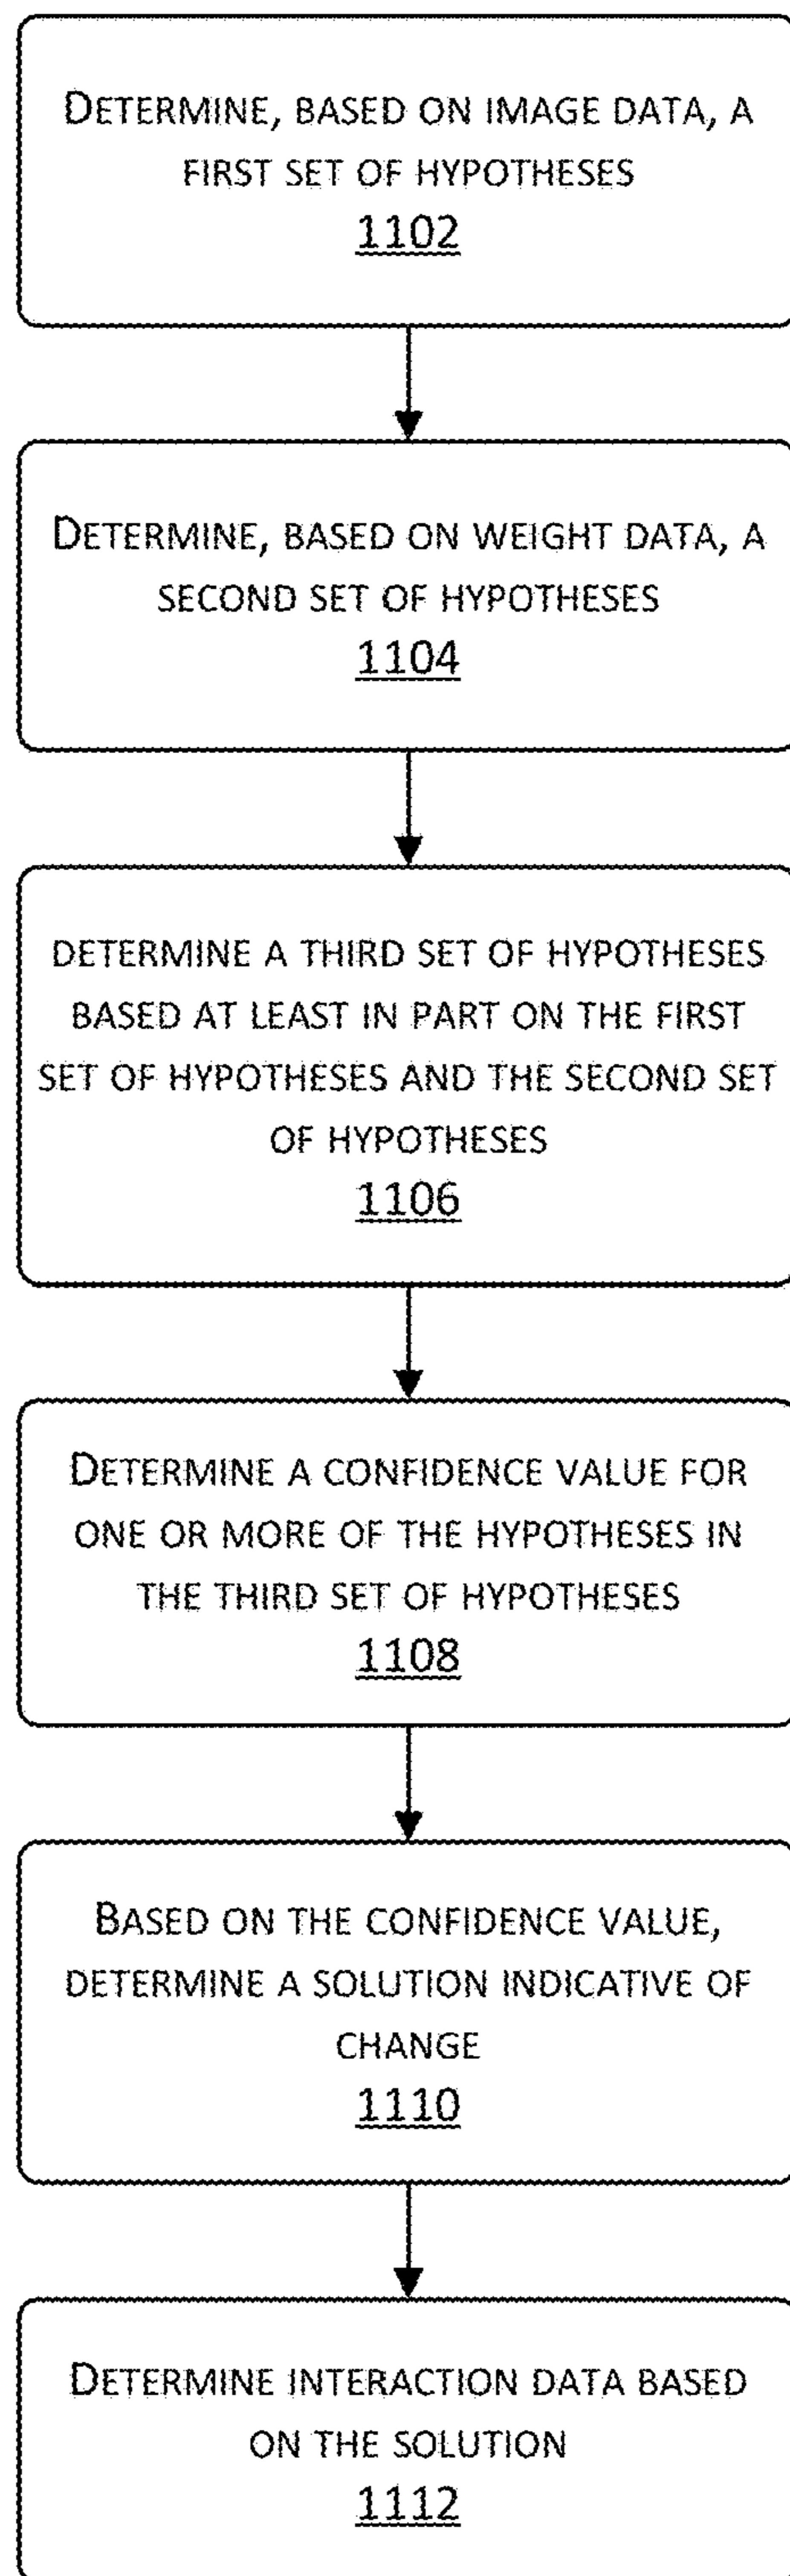 DETERMINE, BASED ON IMAGE DATA, A
FIRST SET OF HYPOTHESES
1102
DETERMINE, BASED ON WEIGHT DATA, A
SECOND SET OF HYPOTHESES
1104
DETERMINE A THIRD SET OF HYPOTHESES
BASED AT LEAST IN PART ON THE FIRST
SET OF HYPOTHESES AND THE SECOND SET
OF HYPOTHESES
1106
DETERMINE A CONFIDENCE VALUE FOR
ONE OR MORE OF THE HYPOTHESES IN
THE THIRD SET OF HYPOTHESES
1108
BASED ON THE CONFIDENCE VALUE,
DETERMINE A SOLUTION INDICATIVE OF
CHANGE
1110
DETERMINE INTERACTION DATA BASED
ON THE SOLUTION
1112